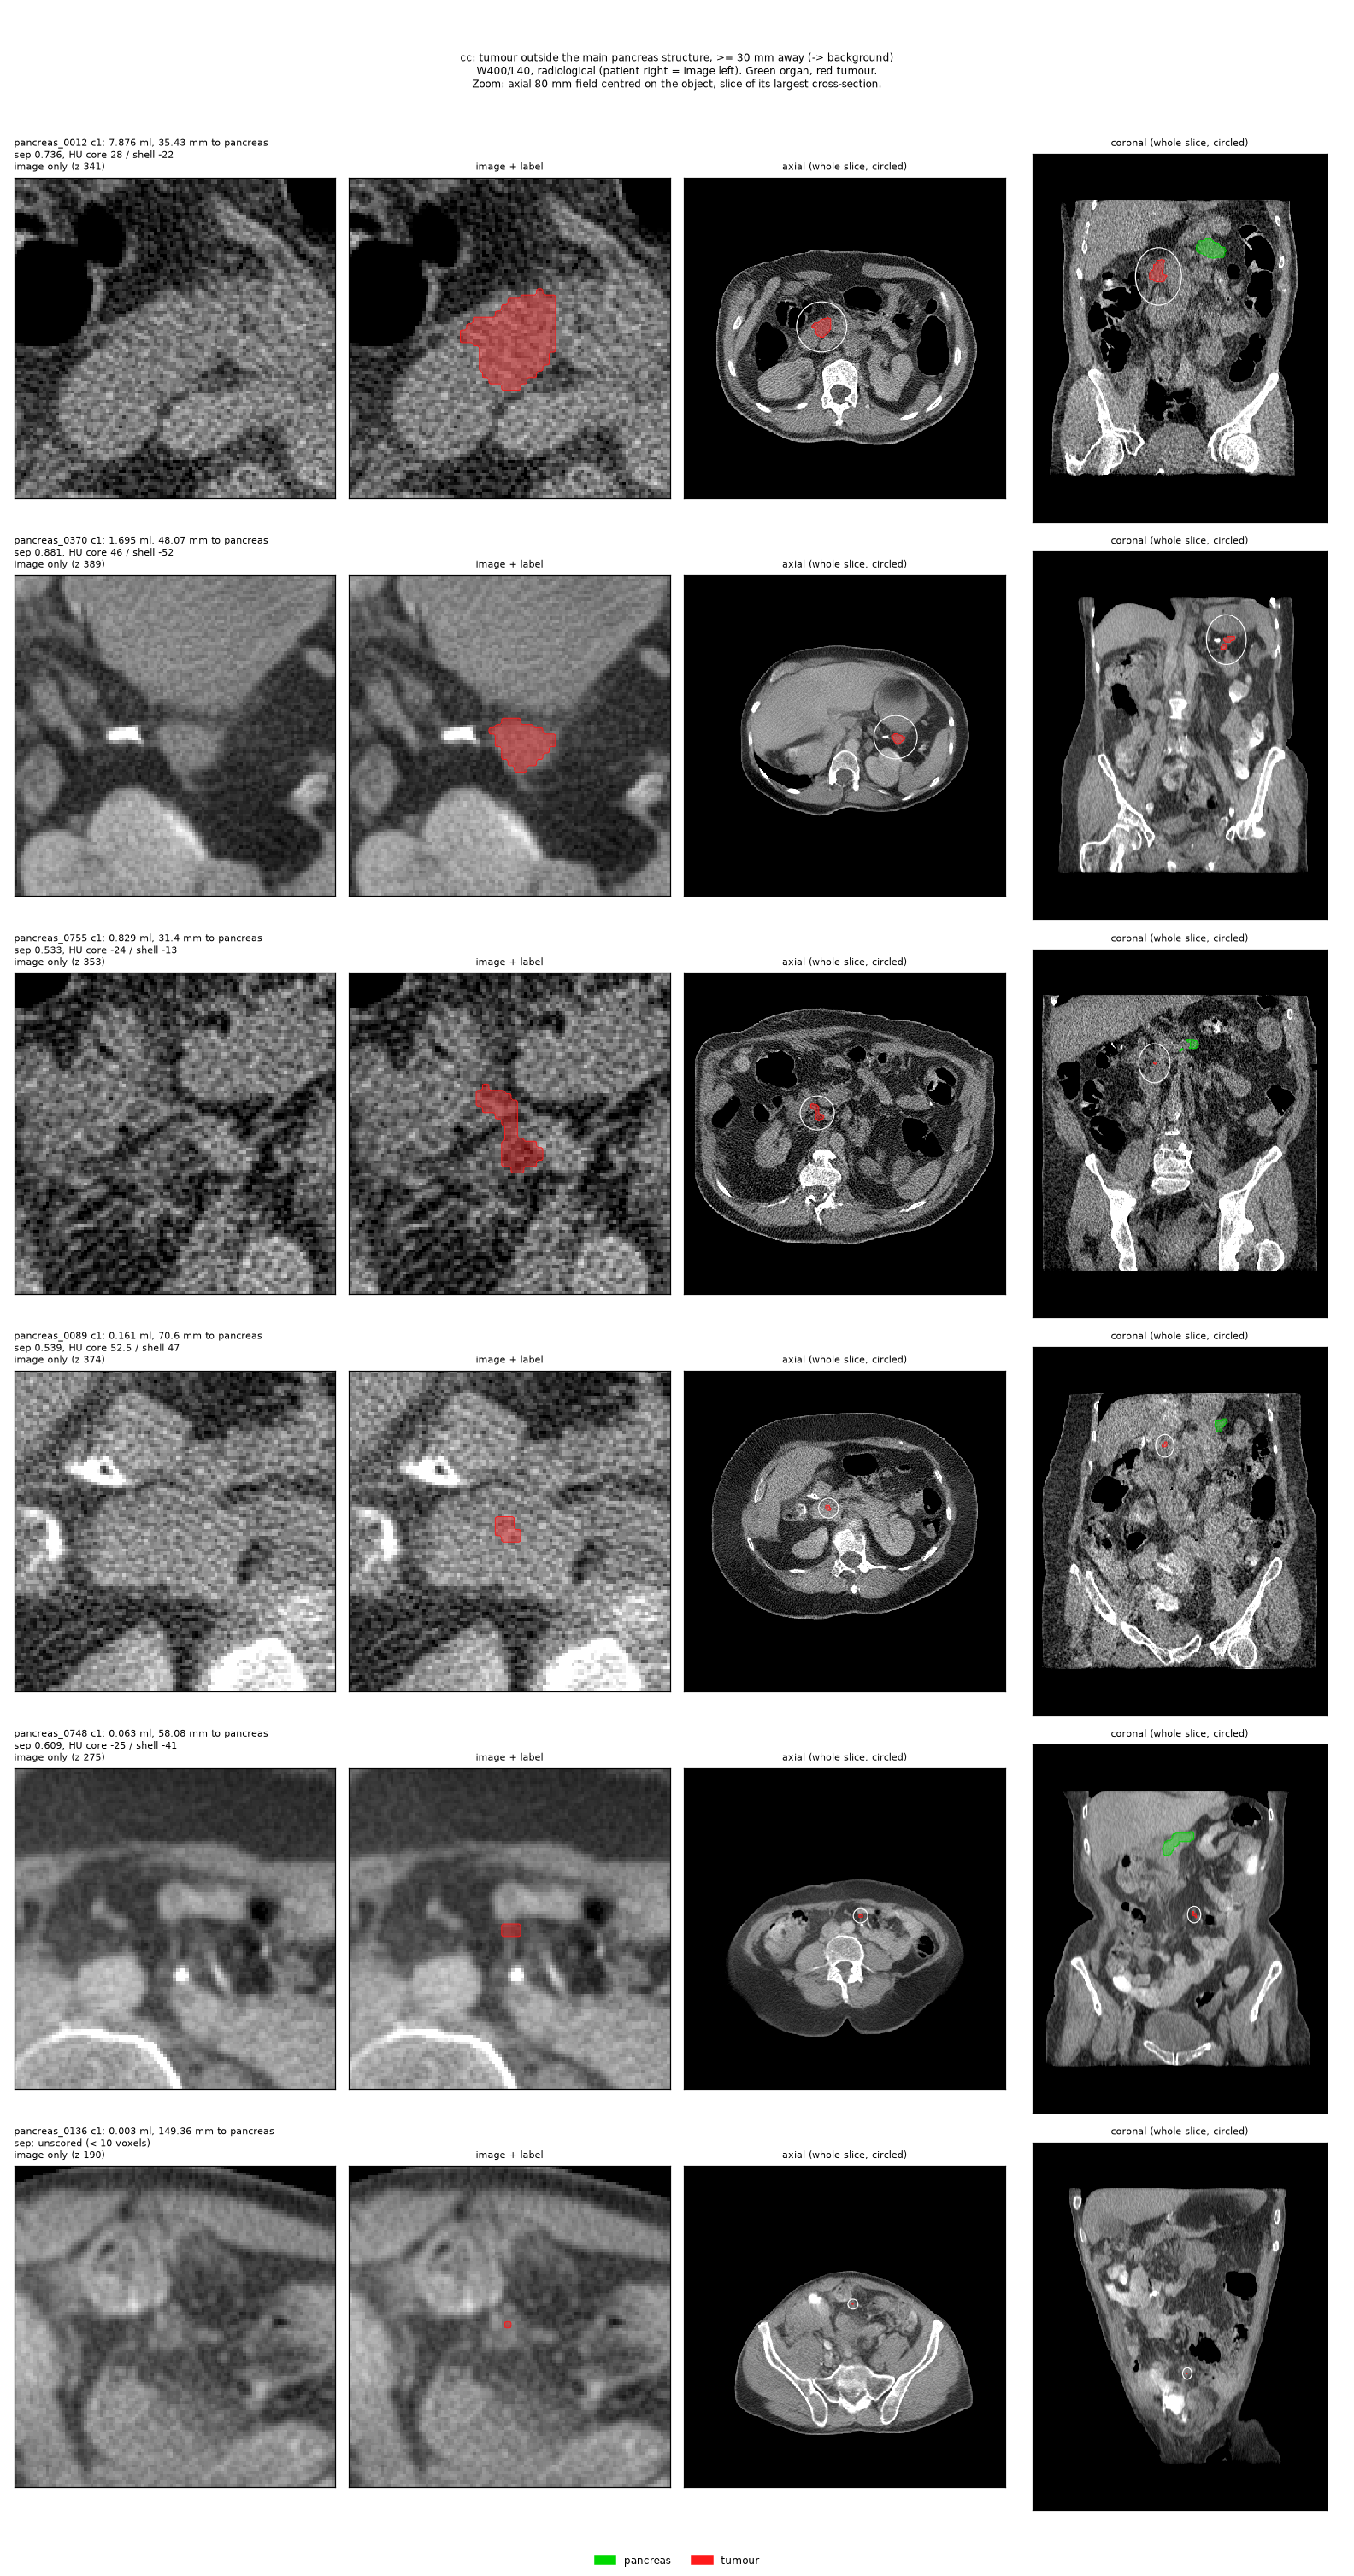 cc: tumour outside the main pancreas structure, >= 30 mm away (-> background)
W400/L40, radiological (patient right = image left). Green organ, red tumour.
Zoom: axial 80 mm field centred on the object, slice of its largest cross-section.
pancreas_0012 c1: 7.876 ml, 35.43 mm to pancreas
sep 0.736, HU core 28 / shell -22
image only (z 341)
image + label
axial (whole slice, circled)
coronal (whole slice, circled)
pancreas_0370 c1: 1.695 ml, 48.07 mm to pancreas
sep 0.881, HU core 46 / shell -52
image only (z 389)
image + label
axial (whole slice, circled)
coronal (whole slice, circled)
pancreas_0755 c1: 0.829 ml, 31.4 mm to pancreas
sep 0.533, HU core -24 / shell -13
image only (z 353)
image + label
axial (whole slice, circled)
coronal (whole slice, circled)
pancreas_0089 c1: 0.161 ml, 70.6 mm to pancreas
sep 0.539, HU core 52.5 / shell 47
image only (z 374)
image + label
axial (whole slice, circled)
coronal (whole slice, circled)
pancreas_0748 c1: 0.063 ml, 58.08 mm to pancreas
sep 0.609, HU core -25 / shell -41
image only (z 275)
image + label
axial (whole slice, circled)
coronal (whole slice, circled)
pancreas_0136 c1: 0.003 ml, 149.36 mm to pancreas
sep: unscored (< 10 voxels)
image only (z 190)
image + label
axial (whole slice, circled)
coronal (whole slice, circled)
pancreas
tumour